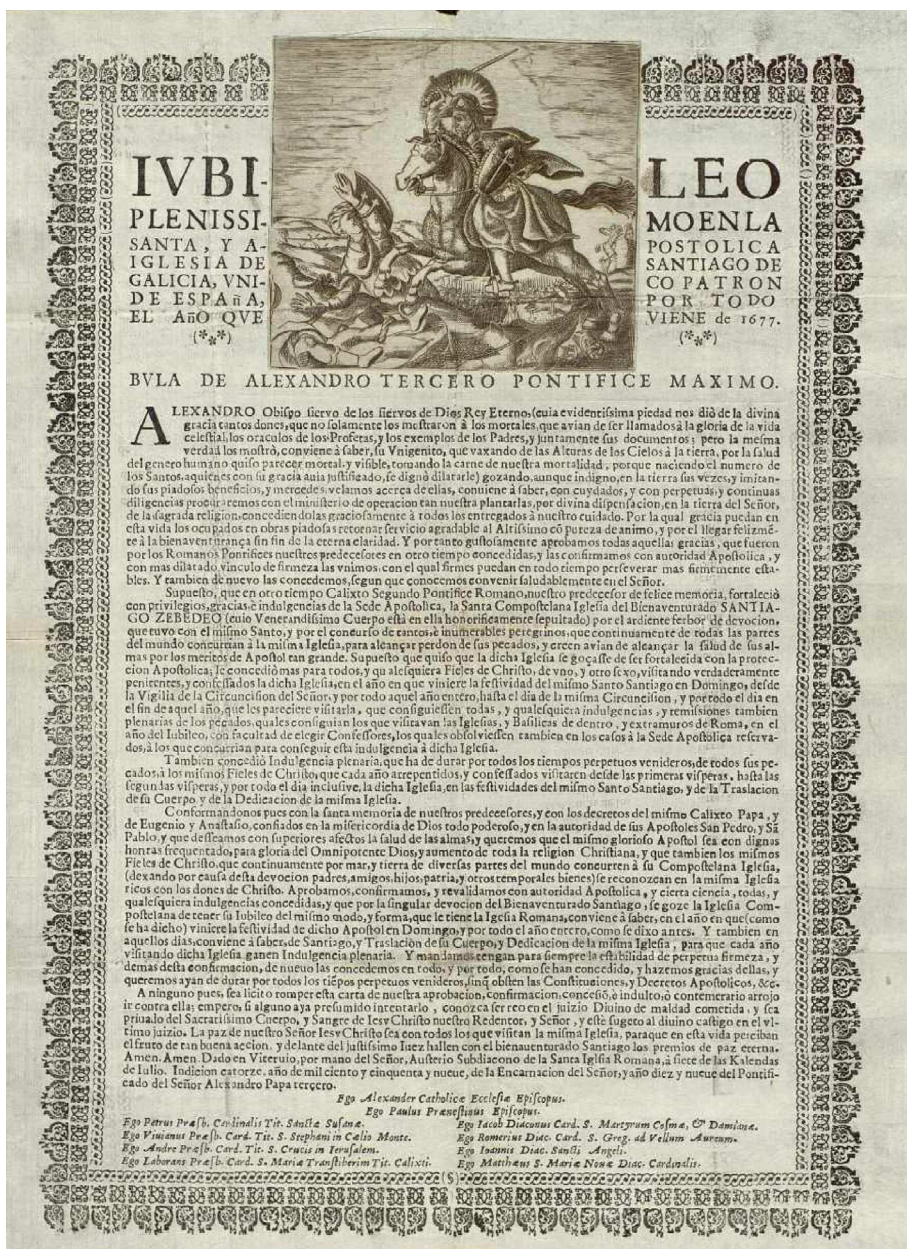 IVBI- LEO
PLENISSI- MO EN LA
SANTA, Y A- POSTOLICA
IGLESIA DE SANTIAGO DE
GALICIA, VNI- CO PATRON
DE ESPAñA, POR TODO
EL AñO QVE VIENE de 1677.
(*⁎*) (*⁎*)
BVLA DE ALEXANDRO TERCERO PONTIFICE MAXIMO.
ALEXANDRO Obispo siervo de los siervos de Dios Rey Eterno, (cuia evidentissima piedad nos diò de la divina
gracia tantos dones, que no solamente los mostraron à los mortales, que avian de ser llamados à la gloria de la vida
celestial, los oraculos de los Profetas, y los exemplos de los Padres, y juntamente sus documentos; pero la mesma
verdad los mostrò, conviene à saber, su Vnigenito, que vaxando de las Alturas de los Cielos à la tierra, por la salud
del genero humano quiso parecer mortal, y visible, tomando la carne de nuestra mortalidad, porque naciendo el numero de
los Santos, aquienes con su gracia auia justificado, se dignò dilatarle) gozando, aunque indigno, en la tierra sus vezes, y imitan-
do sus piadosos beneficios, y mercedes, velamos acerca de ellas, conuiene à saber, con cuydados, y con perpetuas, y continuas
diligencias procuraremos con el ministerio de operacion tan nuestra plantarlas, por divina dispensacion, en la tierra del Señor,
de la sagrada religion, concediendolas graciosamente à todos los entregados à nuestro cuidado. Por la qual gracia puedan en
esta vida los ocupados en obras piadosas retornar servicio agradable al Altissimo cõ pureza de animo, y por el llegar felizmẽ-
te à la bienaventurança sin fin de la eterna claridad. Y por tanto gustosamente aprobamos todas aquellas gracias, que fueron
por los Romanos Pontifices nuestros predecesores en otro tiempo concedidas, y las confirmamos con autoridad Apostolica, y
con mas dilatado vinculo de firmeza las vnimos, con el qual firmes puedan en todo tiempo perseverar mas firmemente esta-
bles. Y tambien de nuevo las concedemos, segun que conocemos convenir saludablemente en el Señor.
Supuesto, que en otro tiempo Calixto Segundo Pontifice Romano, nuestro predecesor de felice memoria, fortaleciò
con privilegios, gracias, è indulgencias de la Sede Apostolica, la Santa Compostelana Iglesia del Bienaventurado SANTIA-
GO ZEBEDEO (cuio Venerandissimo Cuerpo està en ella honorificamente sepultado) por el ardiente ferbor de devocion,
que tuvo con el mismo Santo, y por el concurso de tantos, è inumerables peregrinos, que continuamente de todas las partes
del mundo concurrian à la misma Iglesia, para alcançar perdon de sus pecados, y creen avian de alcançar la salud de sus al-
mas por los meritos de Apostol tan grande. Supuesto que quiso que la dicha Iglesia se goçasse de ser fortalecida con la protec-
cion Apostolica, le concediò mas para todos, y qualesquiera Fieles de Christo, de vno, y otro sexo, visitando verdaderamente
penitentes, y confessados la dicha Iglesia, en el año en que viniere la festividad del mismo Santo Santiago en Domingo, desde
la Vigilia de la Circuncision del Señor, y por todo aquel año entero, hasta el dia de la misma Circuncision, y por todo el dia en
el fin de aquel año, que les pareciere visitarla, que consiguiessen todas, y qualesquiera indulgencias, y remissiones tambien
plenarias de los pecados, quales consiguian los que visitavan las Iglesias, y Basilicas de dentro, y extramuros de Roma, en el
año del Iubileo, con facultad de elegir Confessores, los quales obsolviessen tambien en los casos à la Sede Apostolica reserva-
dos, à los que concurrian para conseguir esta indulgencia à dicha Iglesia.
Tambien concediò Indulgencia plenaria, que ha de durar por todos los tiempos perpetuos venideros, de todos sus pe-
cados, à los mismos Fieles de Christo, que cada año arrepentidos, y confessados visitaren desde las primeras visperas, hasta las
segundas visperas, y por todo el dia inclusive, la dicha Iglesia, en las festividades del mismo Santo Santiago, y de la Traslacion
de su Cuerpo, y de la Dedicacion de la misma Iglesia.
Conformandonos pues con la santa memoria de nuestros predecessores, y con los decretos del mismo Calixto Papa, y
de Eugenio y Anastasio, confiados en la misericordia de Dios todo poderoso, y en la autoridad de sus Apostoles San Pedro, y Sã
Pablo, y que desseamos con superiores afectos la salud de las almas, y queremos que el mismo glorioso Apostol sea con dignas
honras frequentado, para gloria del Omnipotente Dios, y aumento de toda la religion Christiana, y que tambien los mismos
Fieles de Christo, que continuamente por mar, y tierra de diversas partes del mundo concurren à su Compostelana Iglesia,
(dexando por causa desta devocion padres, amigos, hijos, patria, y otros temporales bienes) se reconozcan en la misma Iglesia
ricos con los dones de Christo. Aprobamos, confirmamos, y revalidamos con autoridad Apostolica, y cierta ciencia, todas, y
qualesquiera indulgencias concedidas, y que por la singular devocion del Bienaventurado Santiago, se goze la Iglesia Com-
postelana de tener su Iubileo del mismo modo, y forma, que le tiene la Igesia Romana, conviene à saber, en el año en que (como
se ha dicho) viniere la festividad de dicho Apostol en Domingo, y por todo el año entero, como se dixo antes. Y tambien en
aquellos dias, conviene à saber, de Santiago, y Traslaciõn de su Cuerpo, y Dedicacion de la misma Iglesia, para que cada año
visitando dicha Iglesia ganen Indulgencia plenaria. Y mandamos tengan para siempre la estabilidad de perpetua firmeza, y
demàs desta confirmacion, de nuevo las concedemos en todo, y por todo, como se han concedido, y hazemos gracias dellas, y
queremos ayan de durar por todos los tiẽpos perpetuos venideros, sinq̃ obsten las Constituciones, y Decretos Apostolicos, &c.
A ninguno pues, sea licito romper esta carta de nuestra aprobacion, confirmacion, concesiõ, è indulto, ò con temerario arrojo
ir contra ella; empero, si alguno aya presumido intentarlo, conozca ser reo en el juizio Diuino de maldad cometida, y sea
priuado del Sacratissimo Cuerpo, y Sangre de Iesv Christo nuestro Redentor, y Señor, y estè sugeto al diuino castigo en el vl-
timo juizio. La paz de nuestro Señor Iesv Christo sea con todos los que visitan la misma Iglesia, para que en esta vida perciban
el fruto de tan buena accion, y delante del justissimo Iuez hallen con el bienauenturado Santiago los premios de paz eterna.
Amen. Amen. Dado en Viteruio, por mano del Señor, Austerio Subdiacono de la Santa Iglsia Romana, à siete de las Kalendas
de Iulio. Indicion catorze, año de mil ciento y cinquenta y nueue, de la Encarnacion del Señor, y año diez y nueue del Pontifi-
cado del Señor Alexandro Papa tercero.
Ego Alexander Catholicæ Ecclesiæ Episcopus.
Ego Paulus Prænestinus Episcopus.
Ego Petrus Præsb. Cardinalis Tit. Sanctæ Susanæ.
Ego Viuianus Præsb. Card. Tit. S. Stephani in Cælio Monte.
Ego Andre Præsb. Card. Tit. S. Crucis in Ierusalem.
Ego Laborans Præsb. Card. S. Mariæ Transtiberim Tit. Calixti.
Ego Iacob Diaconus Card. S. Martyrum Cosmæ, & Damianæ.
Ego Romerius Diac. Card. S. Greg. ad Vellum Aureum.
Ego Ioannis Diac. Sancti Angeli.
Ego Matthæus S. Mariæ Nouæ Diac. Cardinalis.
(§)